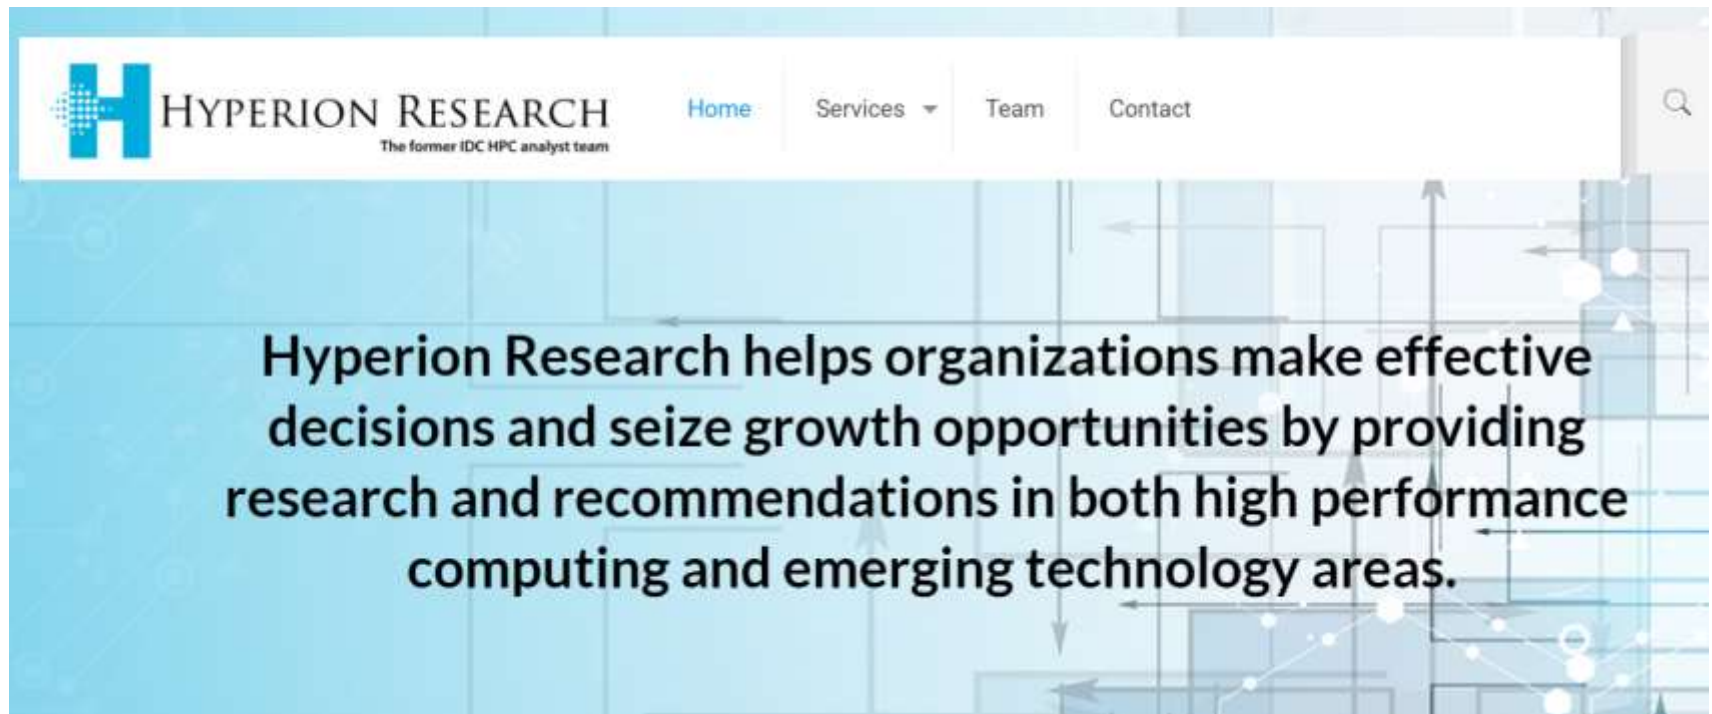 HYPERION RESEARCH
The former IDC HPC analyst team
Home
Services
Team
Contact
Hyperion Research helps organizations make effective
decisions and seize growth opportunities by providing
research and recommendations in both high performance
computing and emerging technology areas.